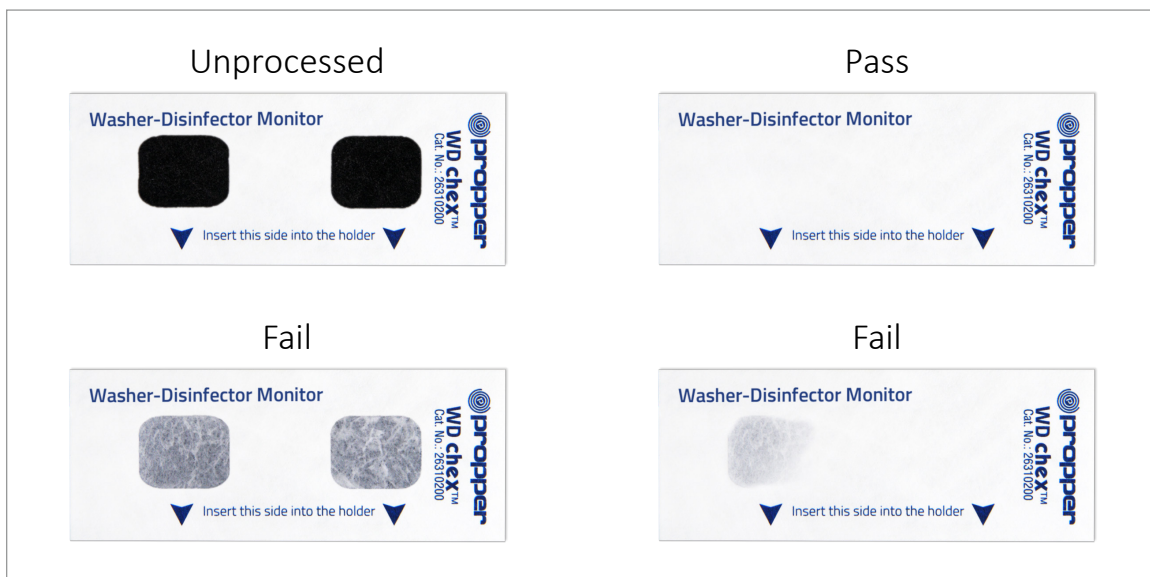 Unprocessed
Washer-Disinfector Monitor
propper
WD chex™
Cat. No.: 26310200
Insert this side into the holder
Pass
Washer-Disinfector Monitor
propper
WD chex™
Cat. No.: 26310200
Insert this side into the holder
Fail
Washer-Disinfector Monitor
propper
WD chex™
Cat. No.: 26310200
Insert this side into the holder
Fail
Washer-Disinfector Monitor
propper
WD chex™
Cat. No.: 26310200
Insert this side into the holder